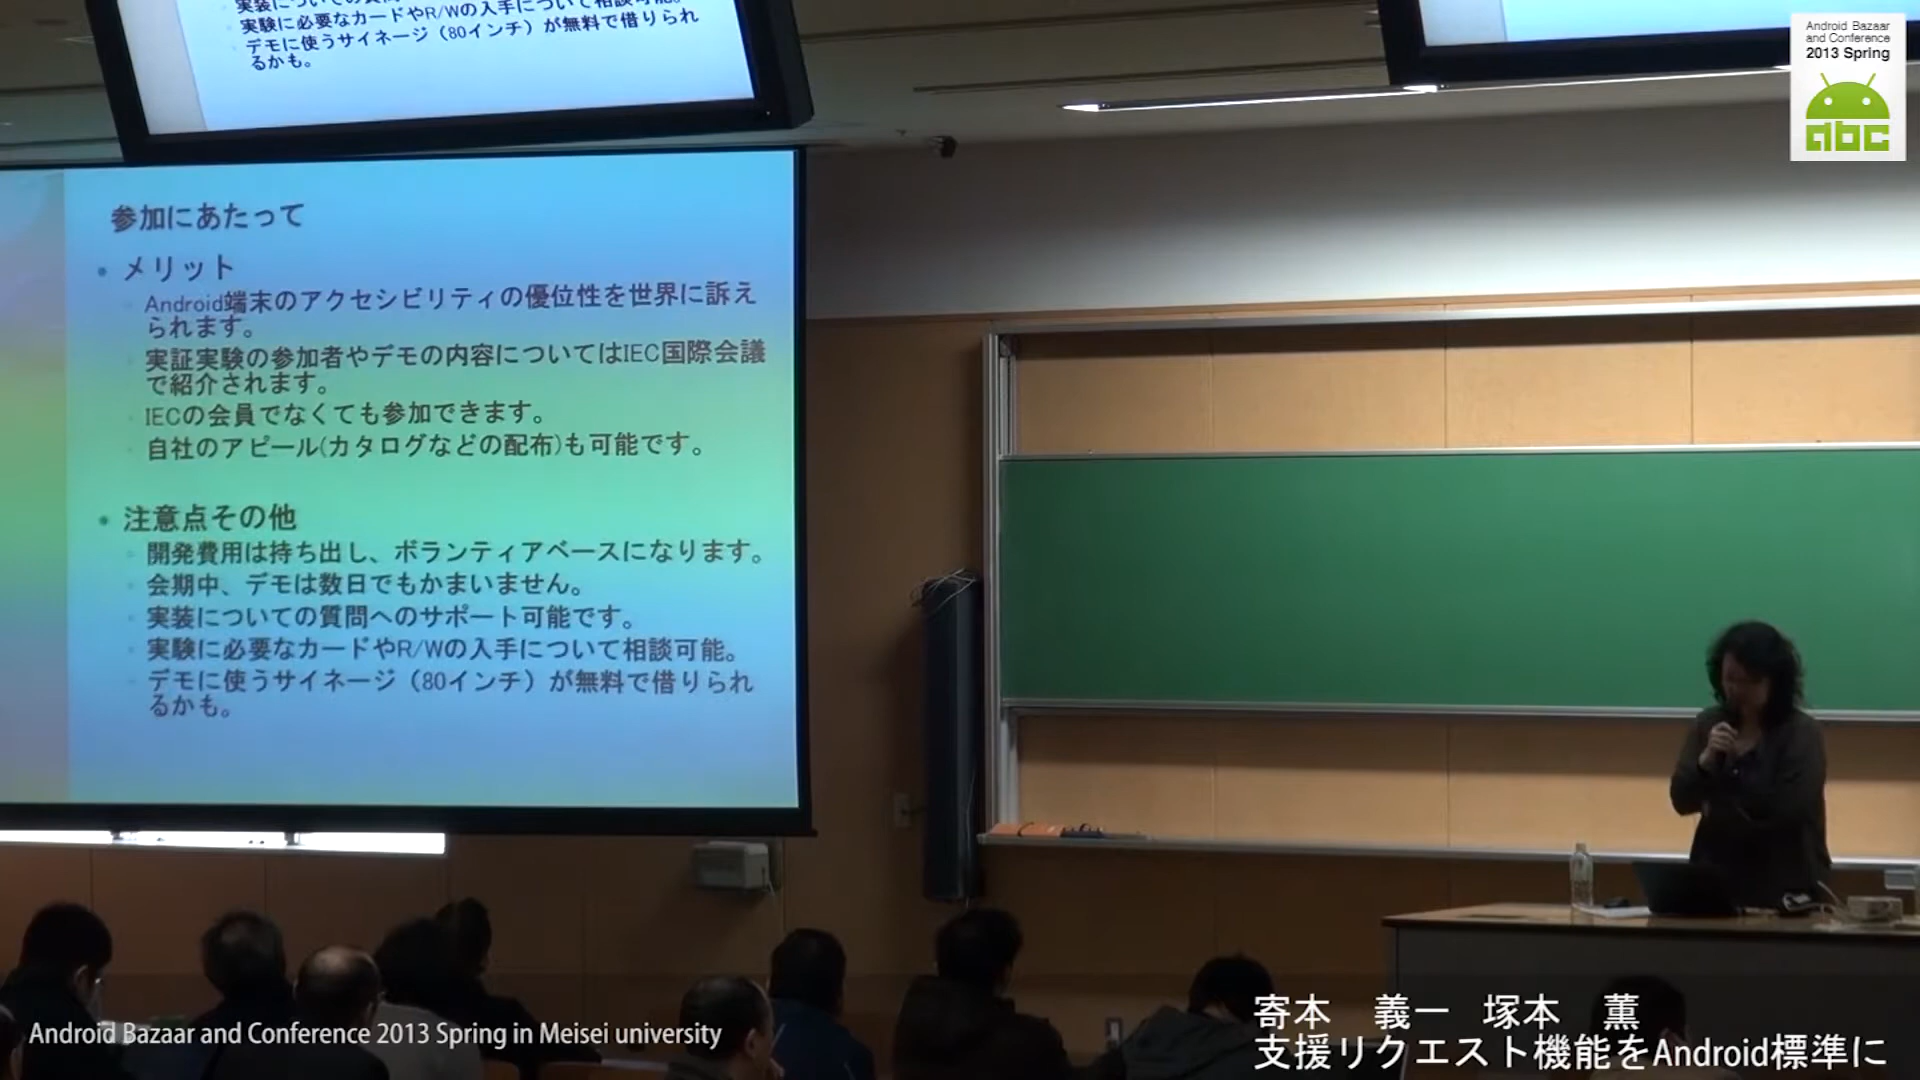 実験に必要なカードやR/Wの入手について相談可能。
デモに使うサイネージ（80インチ）が無料で借りられ
るかも。
Android Bazaar
and Conference
2013 Spring
abc
参加にあたって
メリット
Android端末のアクセシビリティの優位性を世界に訴え
られます。
実証実験の参加者やデモの内容についてはIEC国際会議
で紹介されます。
IECの会員でなくても参加できます。
自社のアピール(カタログなどの配布)も可能です。
注意点その他
開発費用は持ち出し、ボランティアベースになります。
会期中、デモは数日でもかまいません。
実装についての質問へのサポート可能です。
実験に必要なカードやR/Wの入手について相談可能。
デモに使うサイネージ（80インチ）が無料で借りられ
るかも。
寄本　義一　塚本　薫
支援リクエスト機能をAndroid標準に
Android Bazaar and Conference 2013 Spring in Meisei university